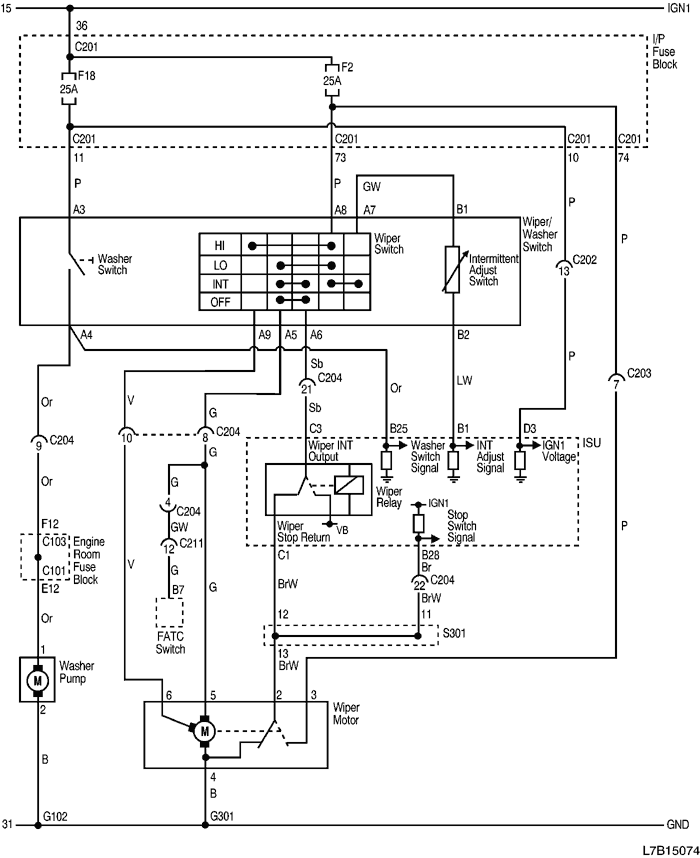 15 IGN1
36
C201
I/P
Fuse
Block
F18
25A
F2
25A
C201 C201 C201 C201
11 73 10 74
P P GW P P
A3 A8 A7 B1
Wiper/
Washer
Switch
Washer
Switch
HI
LO
INT
OFF
Wiper
Switch
Intermittent
Adjust
Switch
C202
13
A4 A9 A5 A6 B2
Sb
P
C204
21
C203
7
Or V G Sb Or LW
C204
9
10
8
C204
C3 B25 B1 D3
ISU
Wiper INT
Output
Washer
Switch
Signal
INT
Adjust
Signal
IGN1
Voltage
G
G
4
C204
GW
C211
12
G
B7
FATC
Switch
Wiper
Relay
Wiper
Stop Return
VB
IGN1
Stop
Switch
Signal
Or
F12
C103
C101
E12
Engine
Room
Fuse
Block
V
G
P
C1
BrW
B28
Br
C204
22
BrW
12 11
S301
13
BrW
Or
1
Washer
Pump
M
2
6 5 2 3
Wiper
Motor
M
4
B B
31 G102 G301 GND
L7B15074